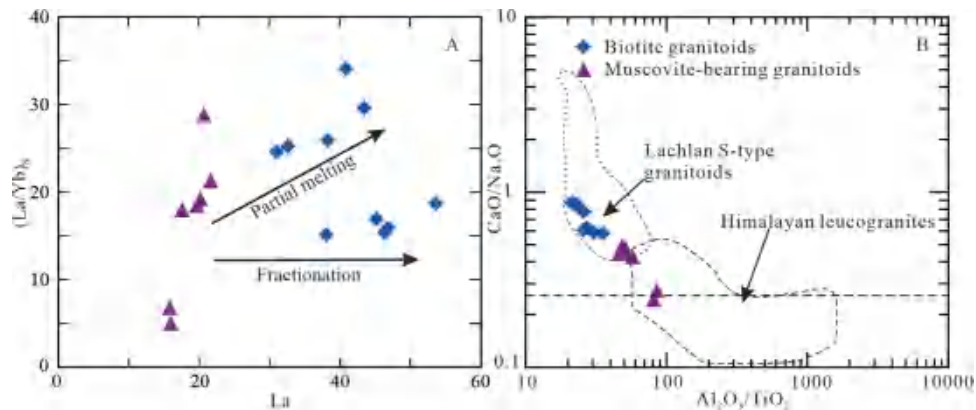 40
30
20
10
0
(La/Yb)N
A
Partial melting
Fractionation
0
20
40
60
La
10
1
0.1
CaO/Na2O
Biotite granitoids
B
Muscovite-bearing granitoids
Lachlan S-type
granitoids
Himalayan leucogranites
10
100
1000
10000
Al2O3/TiO2